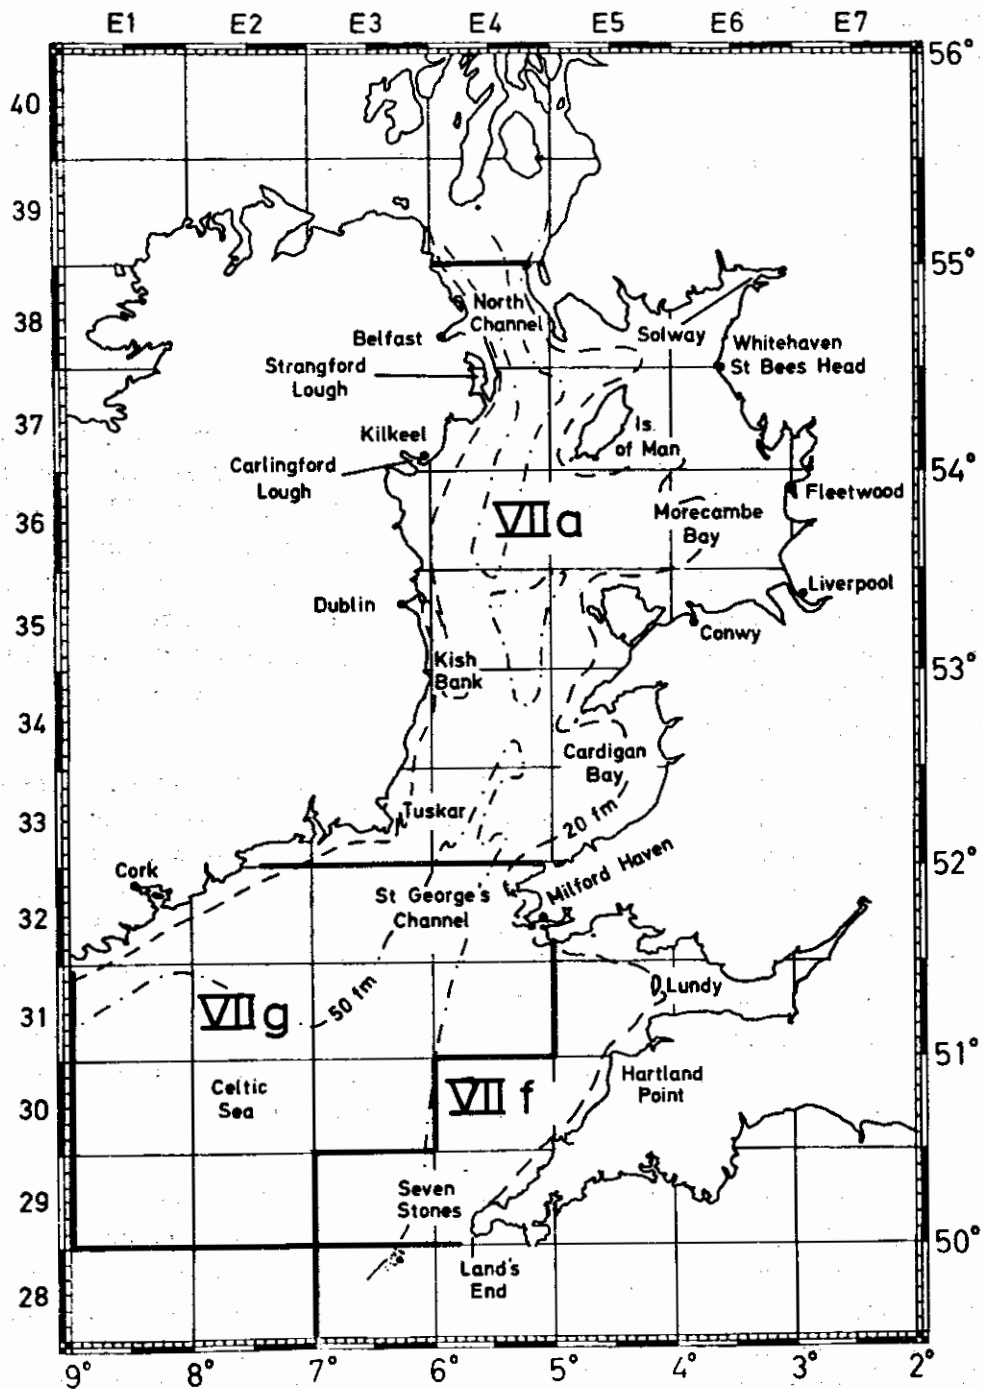 E1 E2 E3 E4 E5 E6 E7
56°
40
39
55°
North
Channel
38
Belfast
Solway
Whitehaven
St Bees Head
Strangford
Lough
37
Kilkeel
Is.
of Man
Carlingford
Lough
54°
Fleetwood
36
VIIa
Morecambe
Bay
Liverpool
Dublin
35
Conwy
Kish
Bank
53°
34
Cardigan
Bay
33
Tuskar
20 fm
52°
Cork
Milford Haven
St George's
Channel
32
Lundy
50 fm
31
VIIg
51°
Hartland
Point
Celtic
Sea
VII f
30
Seven
Stones
29
50°
Land's
End
28
9° 8° 7° 6° 5° 4° 3° 2°